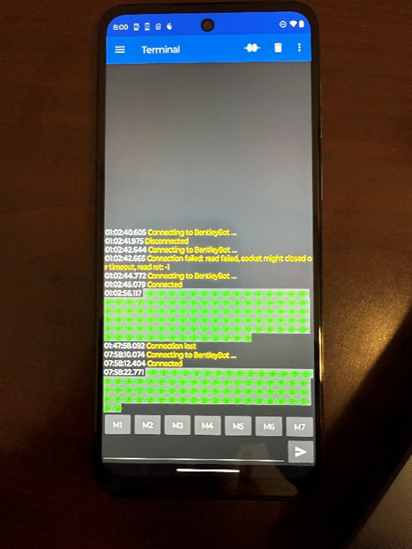 8:00
Terminal
01:02:40.605 Connecting to BentleyBot ...
01:02:41.975 Disconnected
01:02:42.644 Connecting to BentleyBot ...
01:02:42.665 Connection failed: read failed, socket might closed o
r timeout, read ret: -1
01:02:44.772 Connecting to BentleyBot ...
01:02:45.079 Connected
01:02:56.117
01:47:58.092 Connection lost
07:58:10.074 Connecting to BentleyBot ...
07:58:12.404 Connected
07:58:22.771
M1 M2 M3 M4 M5 M6 M7